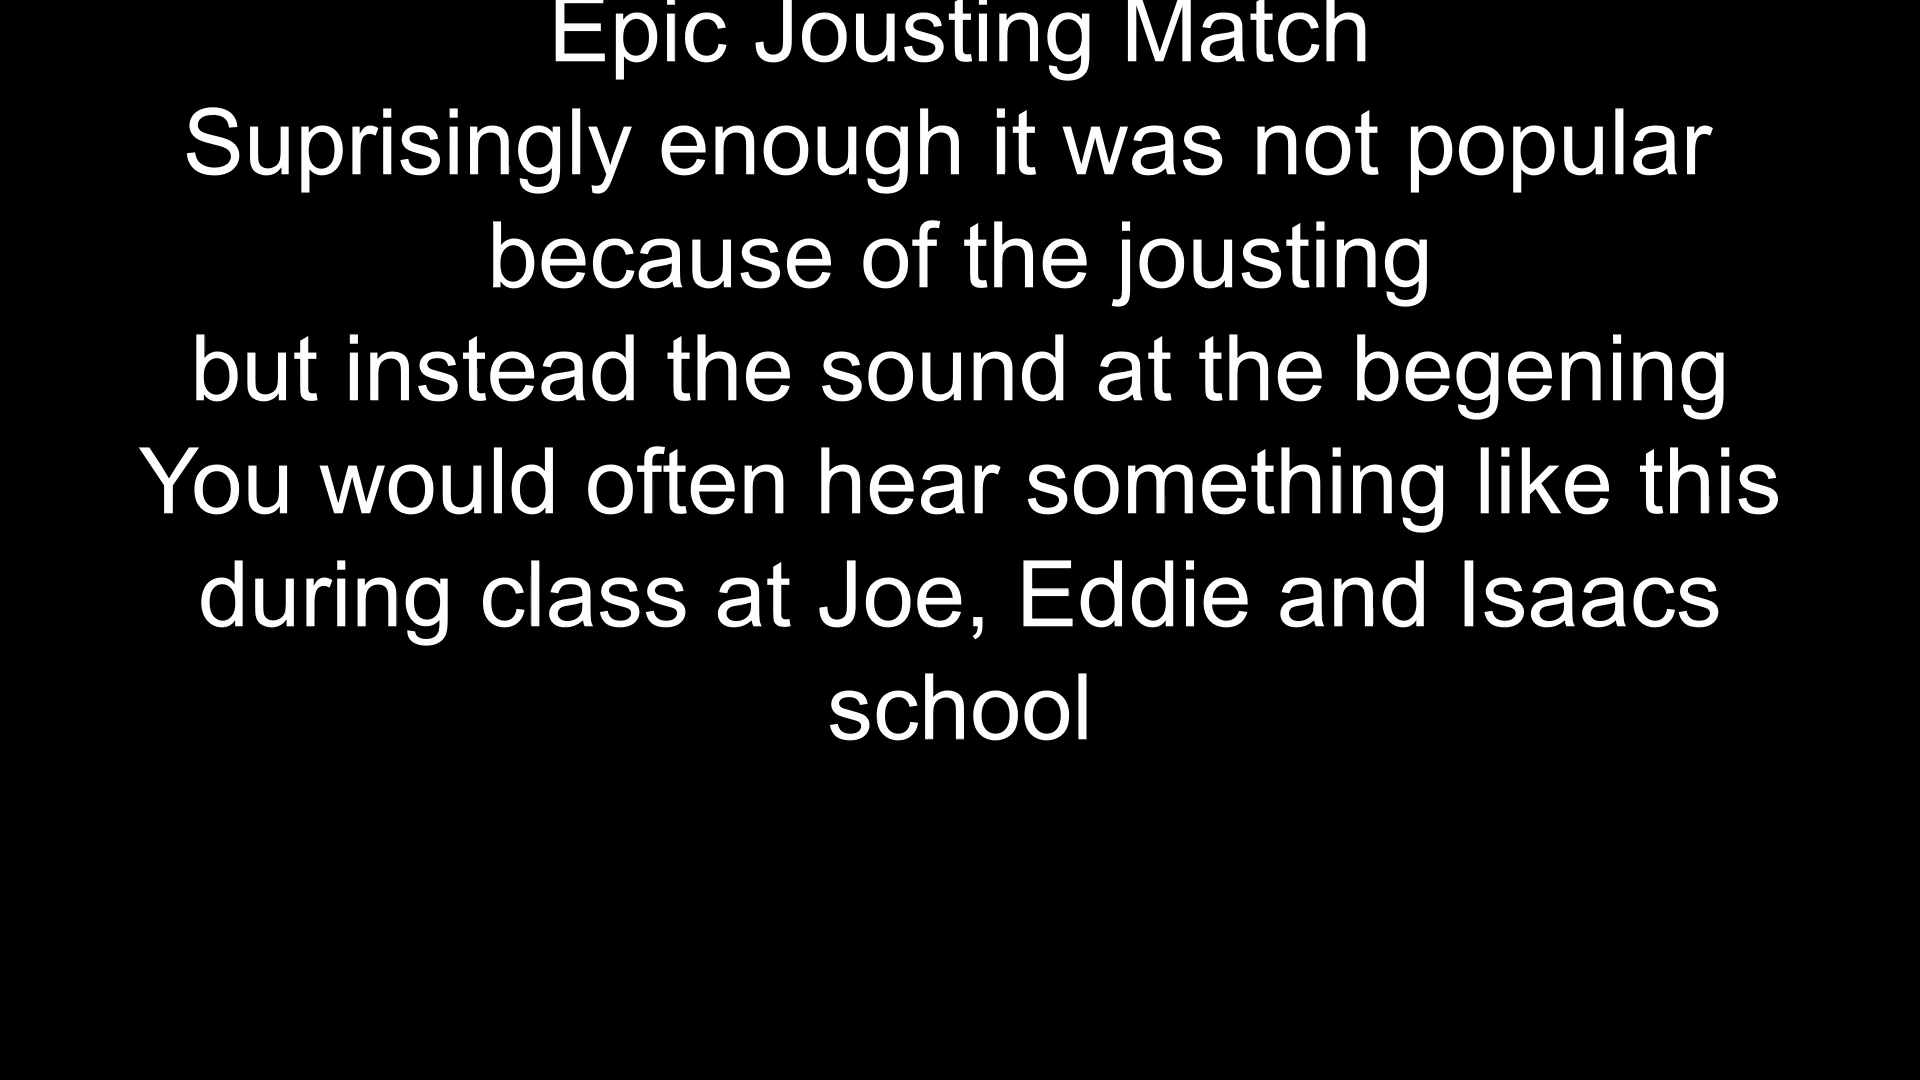 Epic Jousting Match
Suprisingly enough it was not popular
because of the jousting
but instead the sound at the begening
You would often hear something like this
during class at Joe, Eddie and Isaacs
school